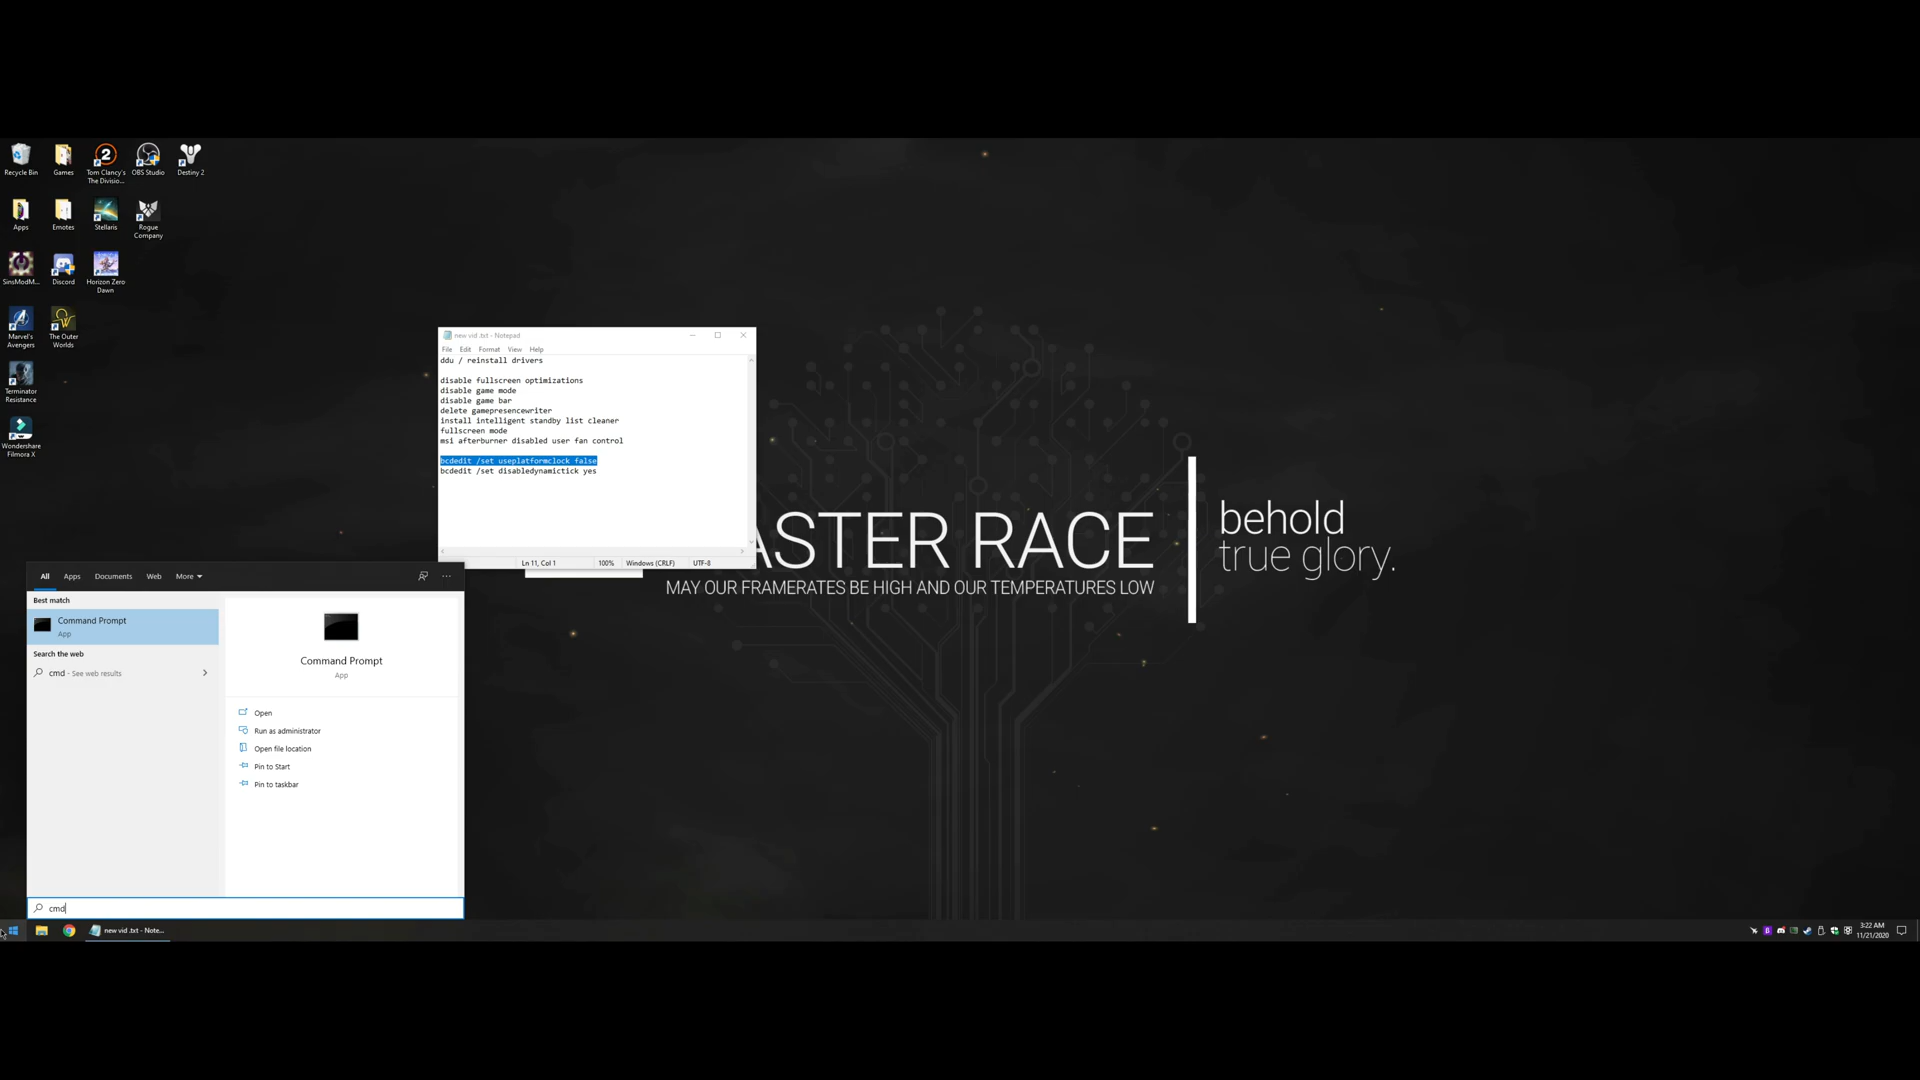 Recycle Bin
Games
Tom Clancy's
The Divisio...
OBS Studio
Destiny 2
Apps
Emotes
Stellaris
Rogue
Company
SinsModM...
Discord
Horizon Zero
Dawn
Marvel's
Avengers
The Outer
Worlds
Terminator
Resistance
Wondershare
Filmora X
new vid .txt - Notepad
File Edit Format View Help
ddu / reinstall drivers
disable fullscreen optimizations
disable game mode
disable game bar
delete gamepresencewriter
install intelligent standby list cleaner
fullscreen mode
msi afterburner disabled user fan control
bcdedit /set useplatformclock false
bcdedit /set disabledynamictick yes
Ln 11, Col 1 100% Windows (CRLF) UTF-8
ASTER RACE
MAY OUR FRAMERATES BE HIGH AND OUR TEMPERATURES LOW
behold
true glory.
All Apps Documents Web More
Best match
Command Prompt
App
Search the web
cmd - See web results
Command Prompt
App
Open
Run as administrator
Open file location
Pin to Start
Pin to taskbar
cmd
new vid .txt - Note...
3:22 AM
11/21/2020